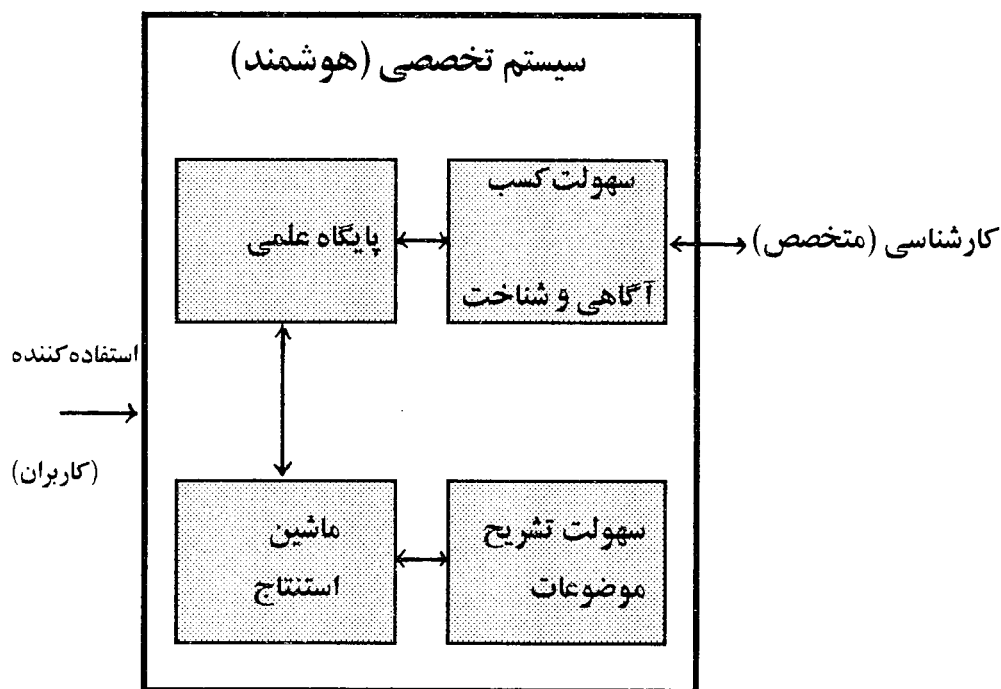 سیستم تخصصی (هوشمند)
سهولت کسب
آگاهی و شناخت
پایگاه علمی
کارشناسی (متخصص)
استفاده‌کننده
(کاربران)
سهولت تشریح
موضوعات
ماشین
استنتاج